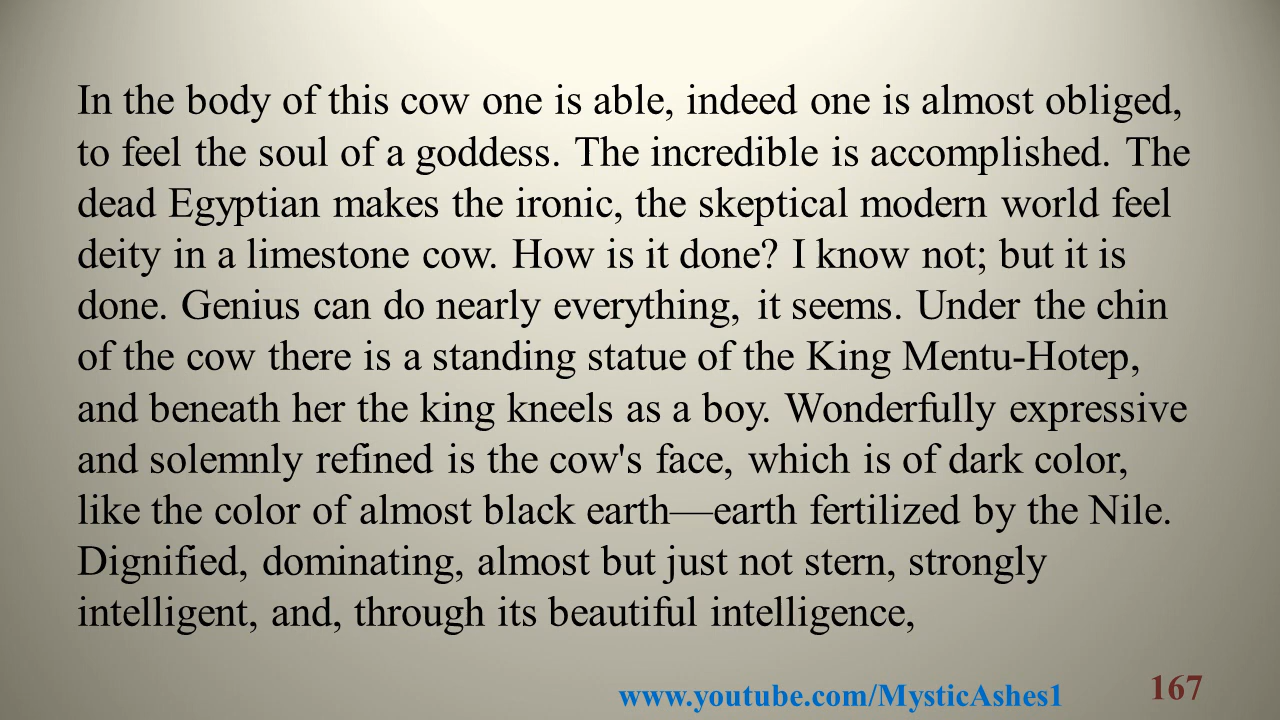 In the body of this cow one is able, indeed one is almost obliged,
to feel the soul of a goddess. The incredible is accomplished. The
dead Egyptian makes the ironic, the skeptical modern world feel
deity in a limestone cow. How is it done? I know not; but it is
done. Genius can do nearly everything, it seems. Under the chin
of the cow there is a standing statue of the King Mentu-Hotep,
and beneath her the king kneels as a boy. Wonderfully expressive
and solemnly refined is the cow's face, which is of dark color,
like the color of almost black earth—earth fertilized by the Nile.
Dignified, dominating, almost but just not stern, strongly
intelligent, and, through its beautiful intelligence,
www.youtube.com/MysticAshes1 167